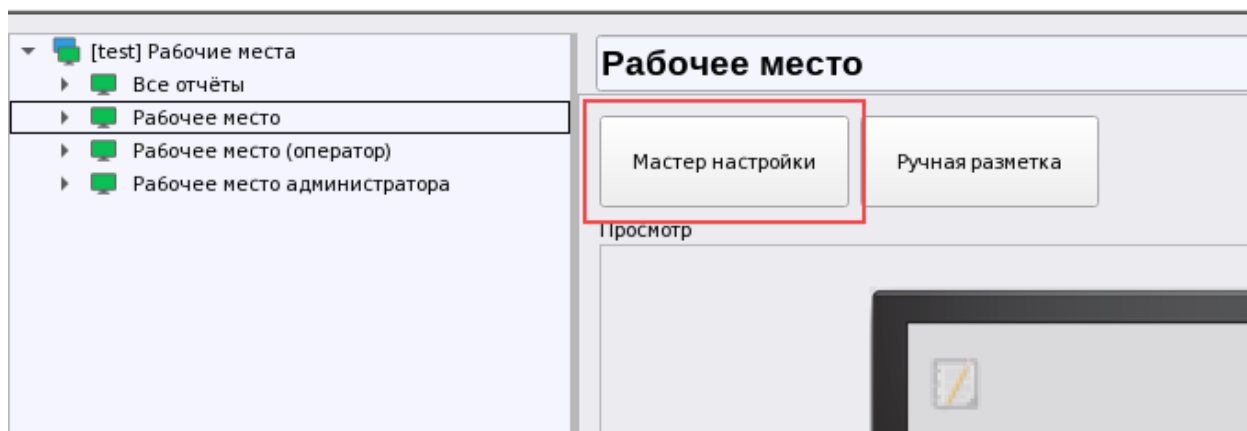 [test] Рабочие места
Все отчёты
Рабочее место
Рабочее место (оператор)
Рабочее место администратора
Рабочее место
Мастер настройки
Ручная разметка
Просмотр